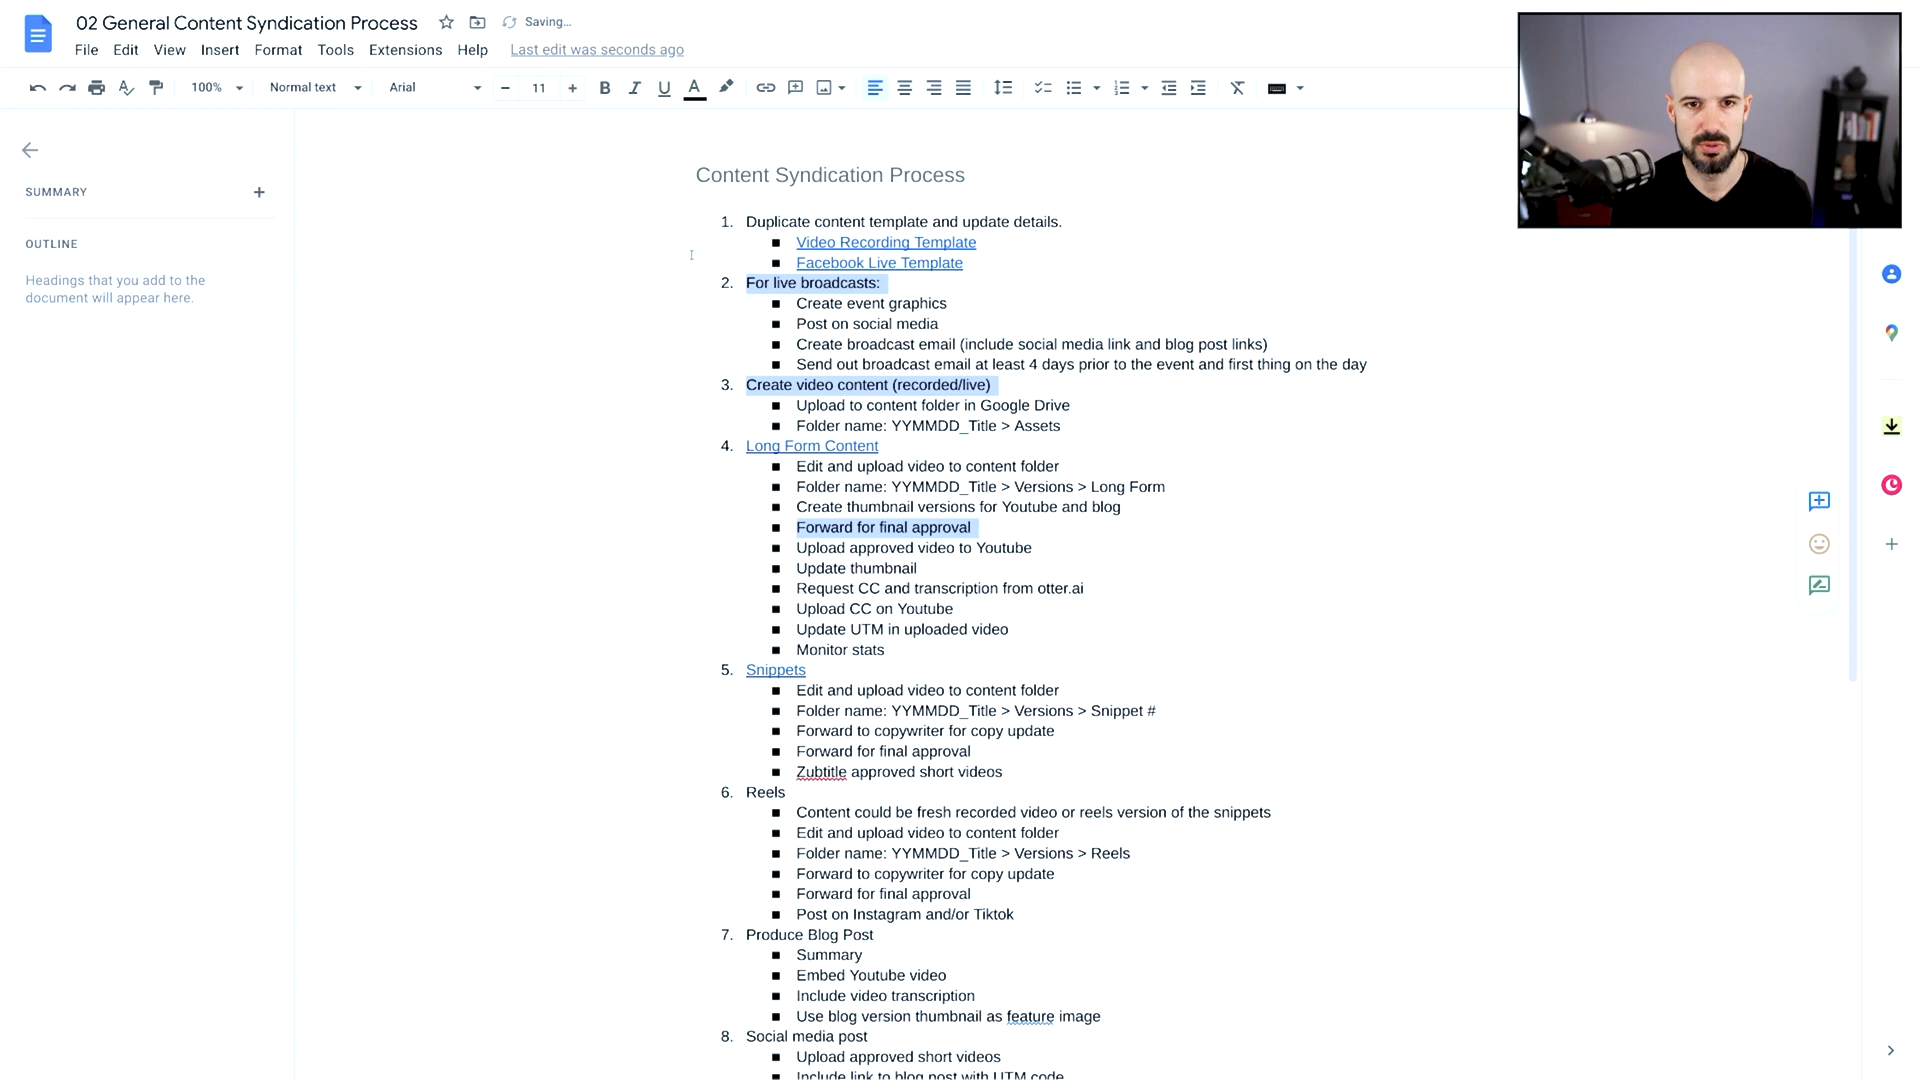 02 General Content Syndication Process
Saving...
File Edit View Insert Format Tools Extensions Help Last edit was seconds ago
100% Normal text Arial 11
SUMMARY
OUTLINE
Headings that you add to the
document will appear here.
Content Syndication Process
1. Duplicate content template and update details.
■ Video Recording Template
■ Facebook Live Template
2. For live broadcasts:
■ Create event graphics
■ Post on social media
■ Create broadcast email (include social media link and blog post links)
■ Send out broadcast email at least 4 days prior to the event and first thing on the day
3. Create video content (recorded/live)
■ Upload to content folder in Google Drive
■ Folder name: YYMMDD_Title > Assets
4. Long Form Content
■ Edit and upload video to content folder
■ Folder name: YYMMDD_Title > Versions > Long Form
■ Create thumbnail versions for Youtube and blog
■ Forward for final approval
■ Upload approved video to Youtube
■ Update thumbnail
■ Request CC and transcription from otter.ai
■ Upload CC on Youtube
■ Update UTM in uploaded video
■ Monitor stats
5. Snippets
■ Edit and upload video to content folder
■ Folder name: YYMMDD_Title > Versions > Snippet #
■ Forward to copywriter for copy update
■ Forward for final approval
■ Zubtitle approved short videos
6. Reels
■ Content could be fresh recorded video or reels version of the snippets
■ Edit and upload video to content folder
■ Folder name: YYMMDD_Title > Versions > Reels
■ Forward to copywriter for copy update
■ Forward for final approval
■ Post on Instagram and/or Tiktok
7. Produce Blog Post
■ Summary
■ Embed Youtube video
■ Include video transcription
■ Use blog version thumbnail as feature image
8. Social media post
■ Upload approved short videos
■ Include link to blog post with UTM code